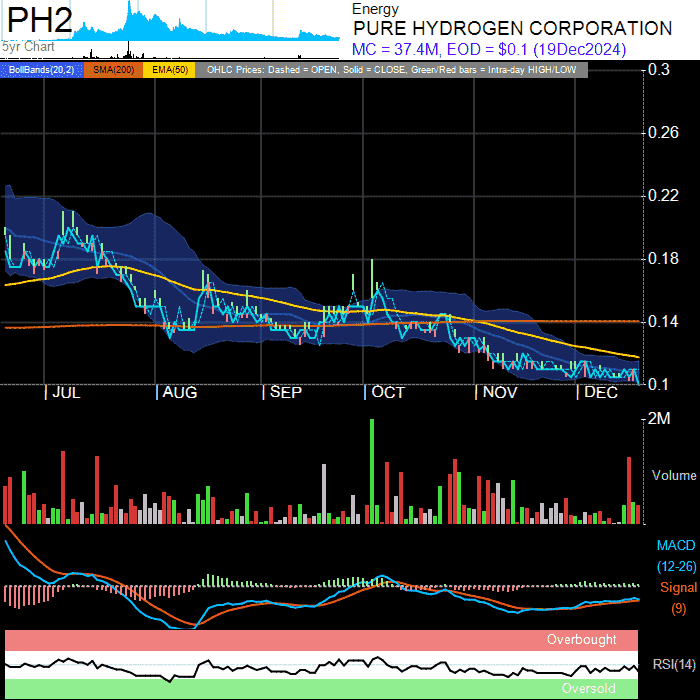 PH2
5yr Chart
Energy
PURE HYDROGEN CORPORATION
MC = 37.4M, EOD = $0.1 (19Dec2024)
BollBands(20,2) SMA(200) EMA(50) OHLC Prices: Dashed = OPEN, Solid = CLOSE, Green/Red bars = Intra-day HIGH/LOW
0.3
0.26
0.22
0.18
0.14
0.1
JUL AUG SEP OCT NOV DEC
2M
Volume
MACD
(12-26)
Signal
(9)
Overbought
RSI(14)
Oversold